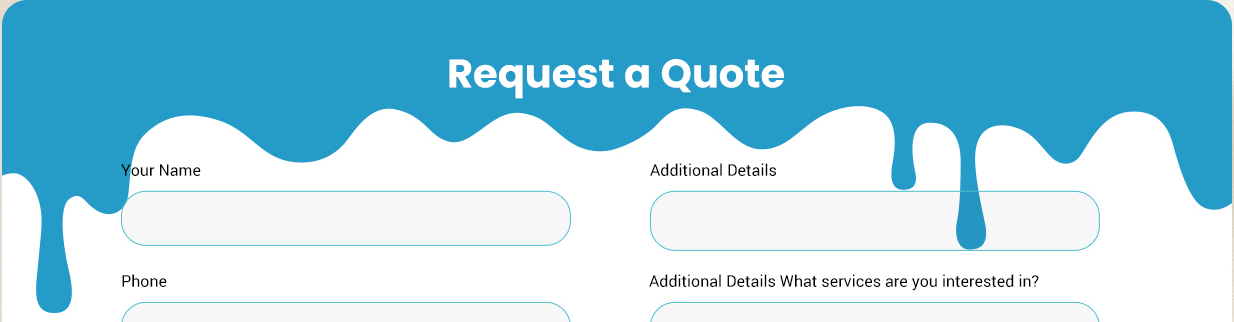 Request a Quote
Your Name
Additional Details
Phone
Additional Details What services are you interested in?